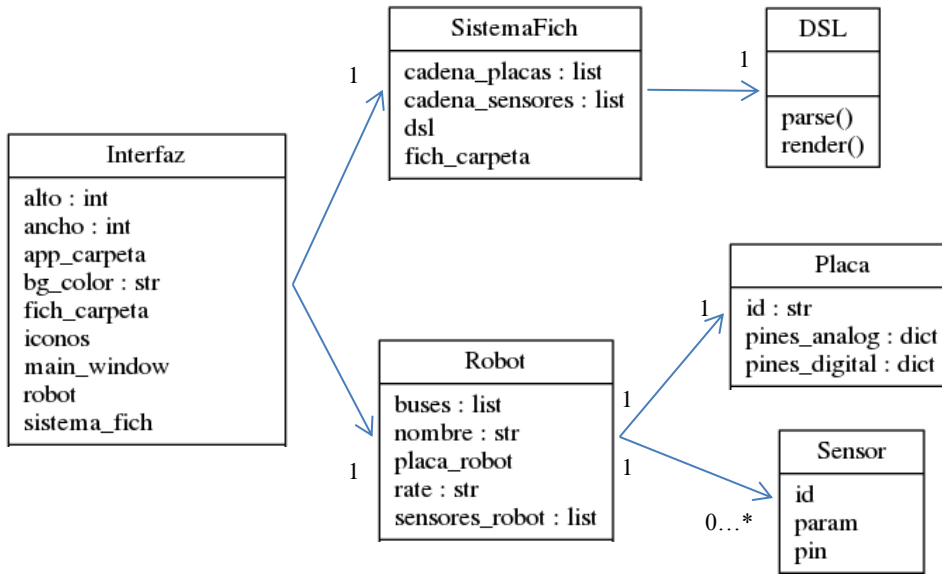 SistemaFich
cadena_placas : list
cadena_sensores : list
dsl
fich_carpeta
DSL
parse()
render()
1
1
Interfaz
alto : int
ancho : int
app_carpeta
bg_color : str
fich_carpeta
iconos
main_window
robot
sistema_fich
Robot
buses : list
nombre : str
placa_robot
rate : str
sensores_robot : list
1
1
1
1
0…*
Placa
id : str
pines_analog : dict
pines_digital : dict
Sensor
id
param
pin